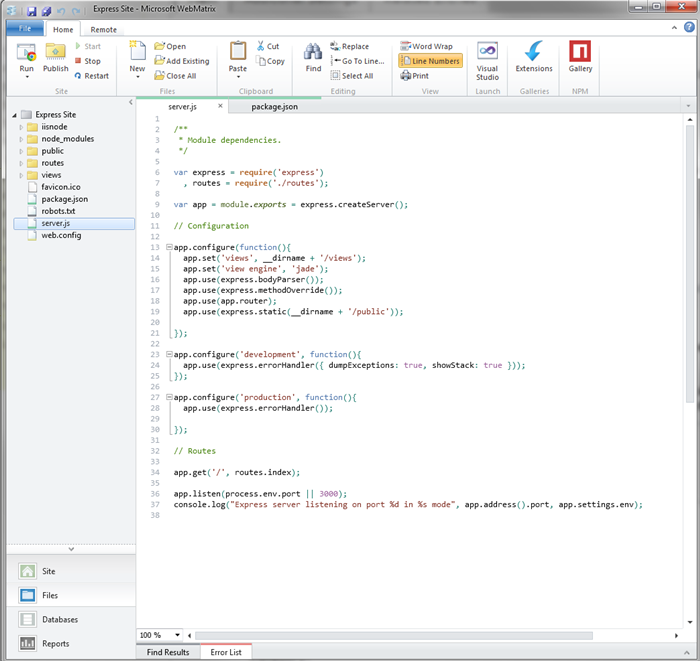 Express Site - Microsoft WebMatrix
File Home Remote
Run
Publish
Start
Stop
Restart
Site
New
Open
Add Existing
Close All
Files
Paste
Cut
Copy
Clipboard
Find
Replace
Go To Line...
Select All
Editing
Word Wrap
Line Numbers
Print
View
Visual
Studio
Launch
Extensions
Galleries
Gallery
NPM
Express Site
iisnode
node_modules
public
routes
views
favicon.ico
package.json
robots.txt
server.js
web.config
Site
Files
Databases
Reports
server.js × package.json
1
2 /**
3 * Module dependencies.
4 */
5
6 var express = require('express')
7 , routes = require('./routes');
8
9 var app = module.exports = express.createServer();
10
11 // Configuration
12
13 app.configure(function(){
14 app.set('views', __dirname + '/views');
15 app.set('view engine', 'jade');
16 app.use(express.bodyParser());
17 app.use(express.methodOverride());
18 app.use(app.router);
19 app.use(express.static(__dirname + '/public'));
20
21 });
22
23 app.configure('development', function(){
24 app.use(express.errorHandler({ dumpExceptions: true, showStack: true }));
25 });
26
27 app.configure('production', function(){
28 app.use(express.errorHandler());
29
30 });
31
32 // Routes
33
34 app.get('/', routes.index);
35
36 app.listen(process.env.port || 3000);
37 console.log("Express server listening on port %d in %s mode", app.address().port, app.settings.env);
38
100 %
Find Results Error List